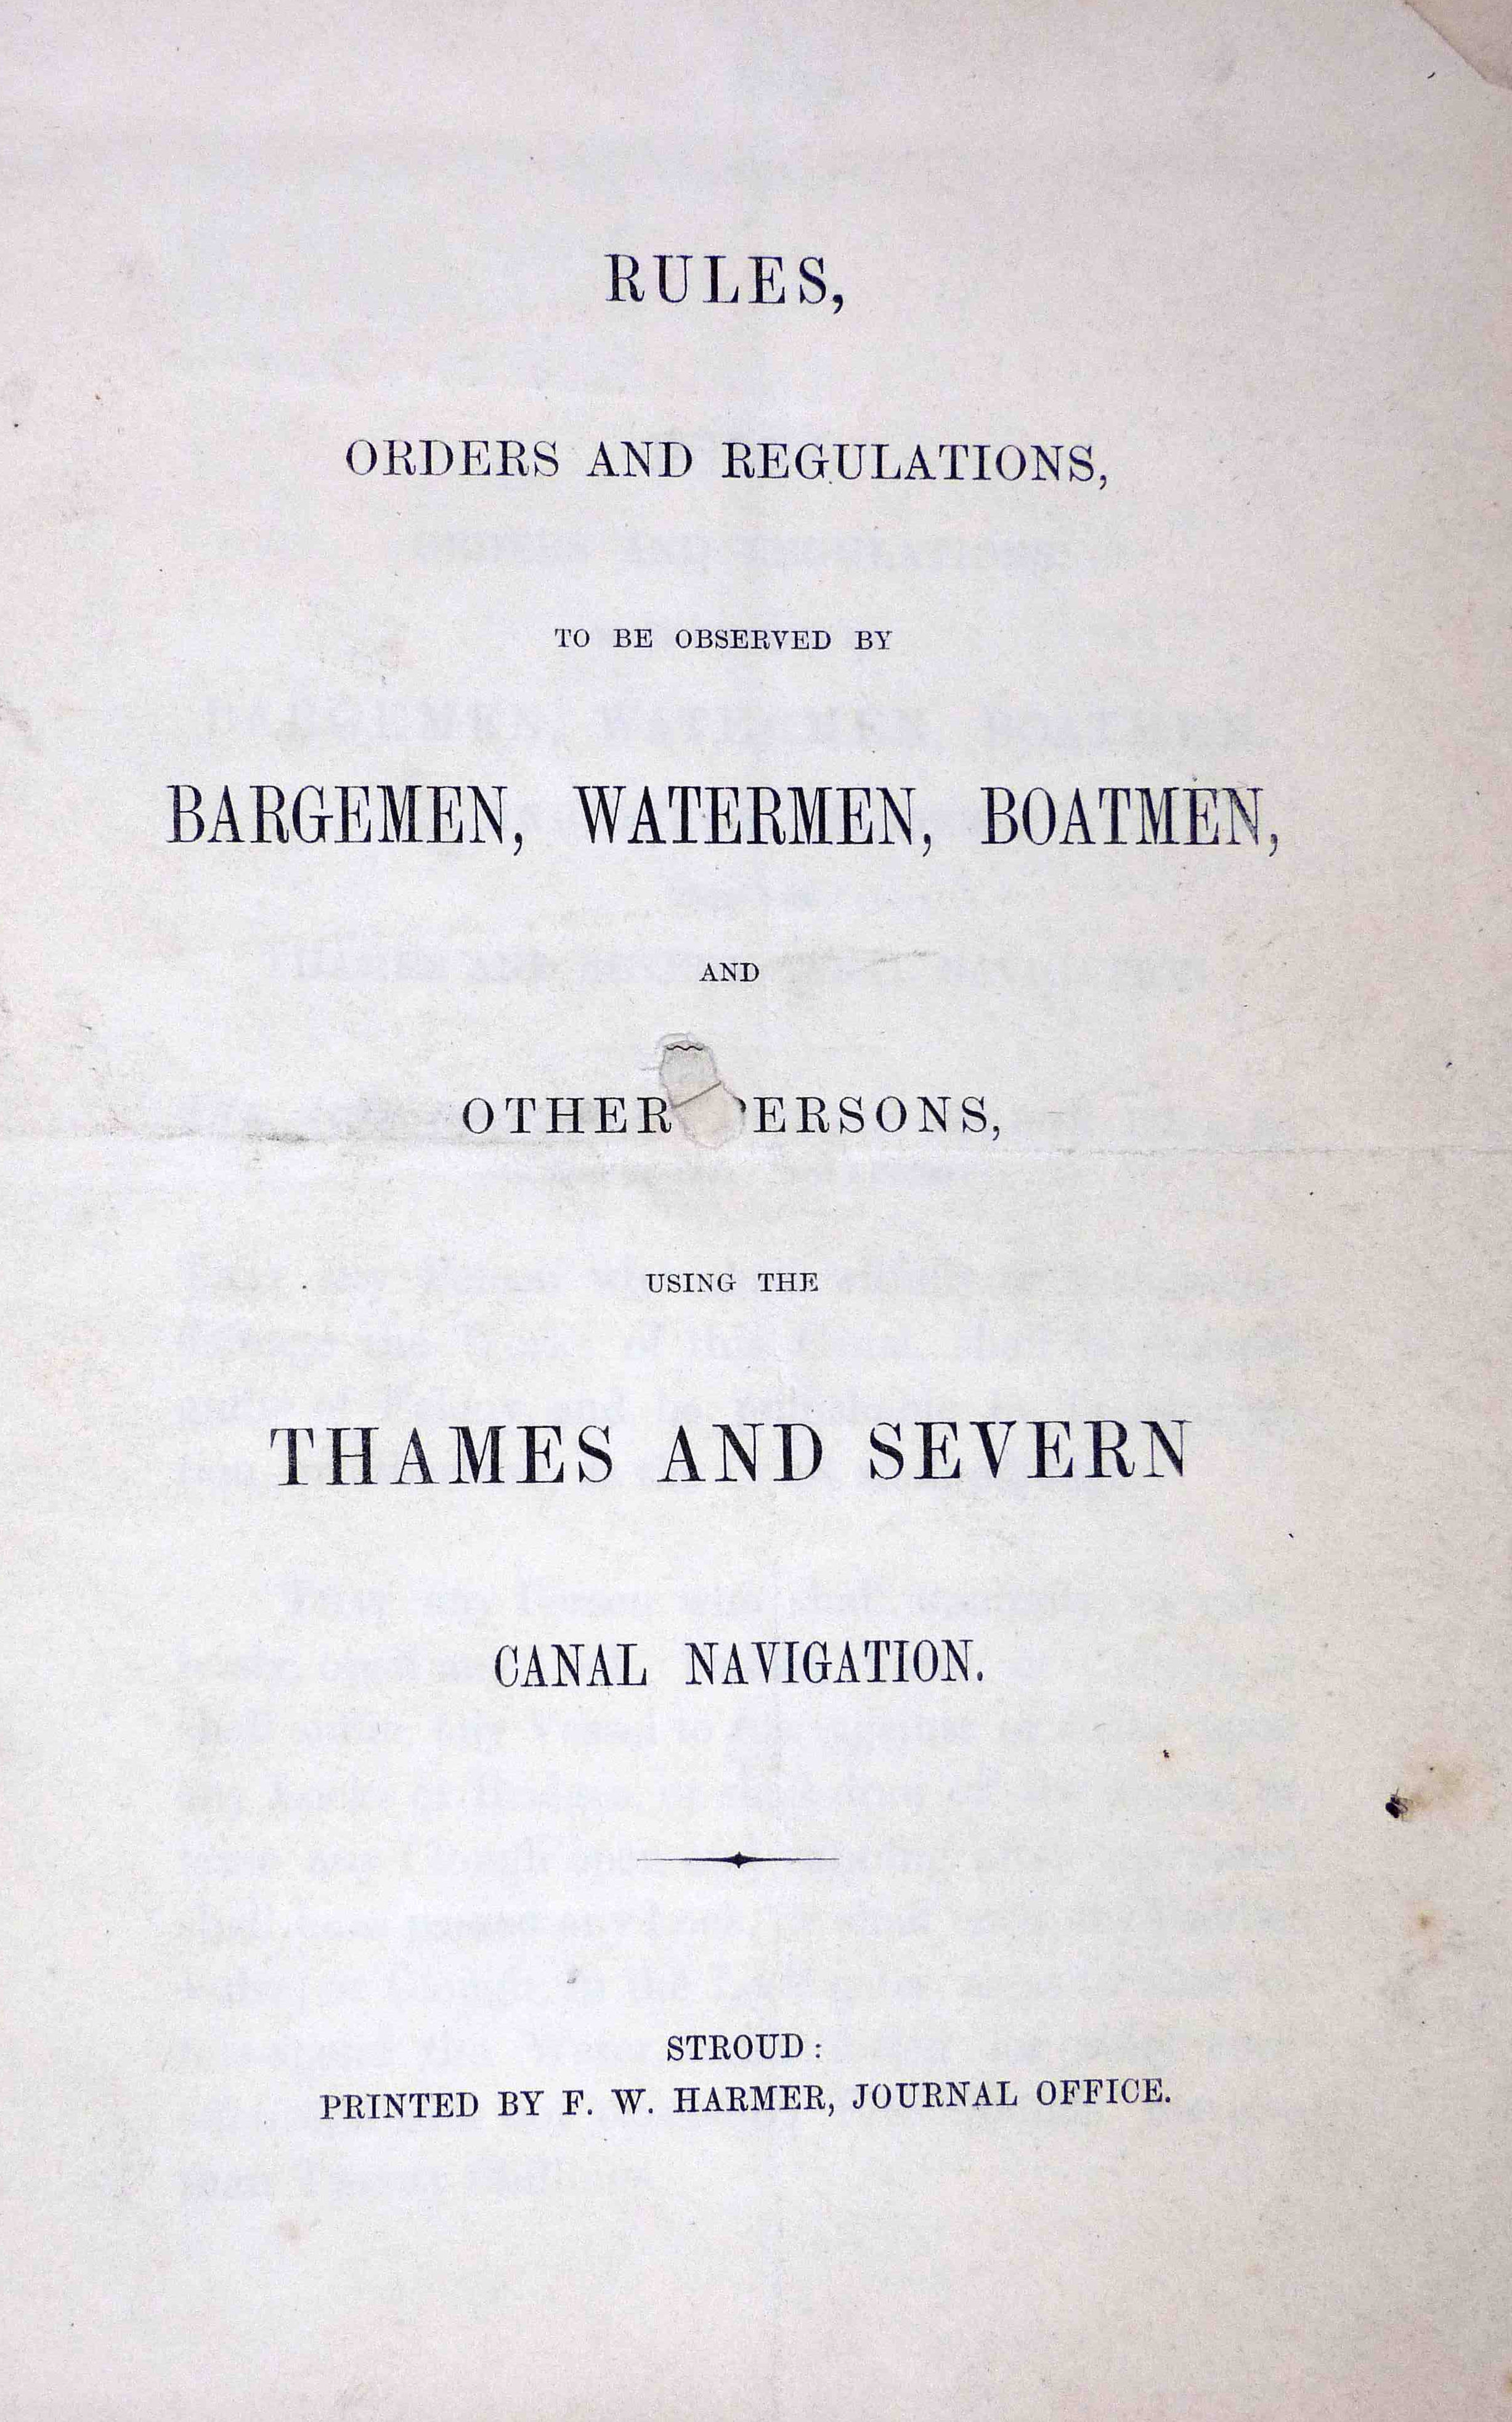 RULES,
ORDERS AND REGULATIONS,
TO BE OBSERVED BY
BARGEMEN, WATERMEN, BOATMEN,
AND
OTHER PERSONS,
USING THE
THAMES AND SEVERN
CANAL NAVIGATION.
STROUD:
PRINTED BY F. W. HARMER, JOURNAL OFFICE.